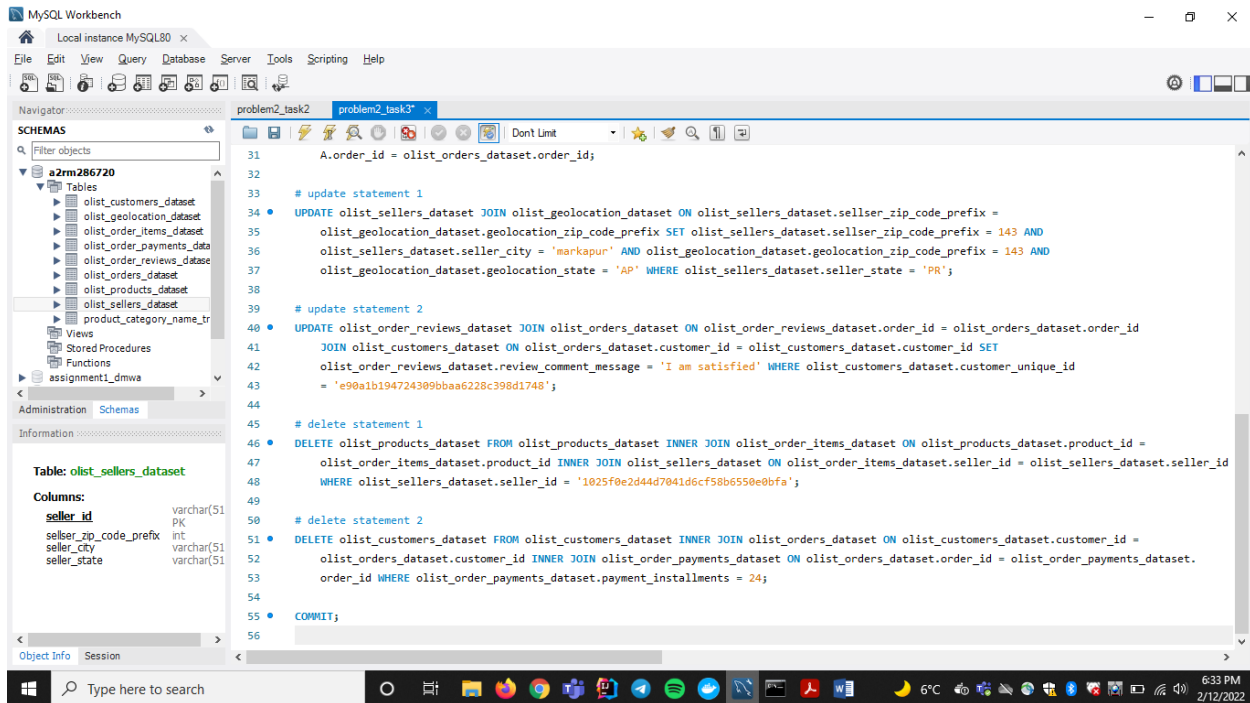 MySQL Workbench
Local instance MySQL80
File Edit View Query Database Server Tools Scripting Help
Navigator
problem2_task2 problem2_task3*
SCHEMAS
Filter objects
Don't Limit
a2rm286720
Tables
olist_customers_dataset
olist_geolocation_dataset
olist_order_items_dataset
olist_order_payments_data
olist_order_reviews_datase
olist_orders_dataset
olist_products_dataset
olist_sellers_dataset
product_category_name_tr
Views
Stored Procedures
Functions
assignment1_dmwa
Administration Schemas
Information
Table: olist_sellers_dataset
Columns:
seller_id varchar(51 PK
sellser_zip_code_prefix int
seller_city varchar(51
seller_state varchar(51
Object Info Session
31 A.order_id = olist_orders_dataset.order_id;
32
33 # update statement 1
34 UPDATE olist_sellers_dataset JOIN olist_geolocation_dataset ON olist_sellers_dataset.sellser_zip_code_prefix =
35 olist_geolocation_dataset.geolocation_zip_code_prefix SET olist_sellers_dataset.sellser_zip_code_prefix = 143 AND
36 olist_sellers_dataset.seller_city = 'markapur' AND olist_geolocation_dataset.geolocation_zip_code_prefix = 143 AND
37 olist_geolocation_dataset.geolocation_state = 'AP' WHERE olist_sellers_dataset.seller_state = 'PR';
38
39 # update statement 2
40 UPDATE olist_order_reviews_dataset JOIN olist_orders_dataset ON olist_order_reviews_dataset.order_id = olist_orders_dataset.order_id
41 JOIN olist_customers_dataset ON olist_orders_dataset.customer_id = olist_customers_dataset.customer_id SET
42 olist_order_reviews_dataset.review_comment_message = 'I am satisfied' WHERE olist_customers_dataset.customer_unique_id
43 = 'e90a1b194724309bbaa6228c398d1748';
44
45 # delete statement 1
46 DELETE olist_products_dataset FROM olist_products_dataset INNER JOIN olist_order_items_dataset ON olist_products_dataset.product_id =
47 olist_order_items_dataset.product_id INNER JOIN olist_sellers_dataset ON olist_order_items_dataset.seller_id = olist_sellers_dataset.seller_id
48 WHERE olist_sellers_dataset.seller_id = '1025f0e2d44d7041d6cf58b6550e0bfa';
49
50 # delete statement 2
51 DELETE olist_customers_dataset FROM olist_customers_dataset INNER JOIN olist_orders_dataset ON olist_customers_dataset.customer_id =
52 olist_orders_dataset.customer_id INNER JOIN olist_order_payments_dataset ON olist_orders_dataset.order_id = olist_order_payments_dataset.
53 order_id WHERE olist_order_payments_dataset.payment_installments = 24;
54
55 COMMIT;
56
Type here to search
6°C
6:33 PM
2/12/2022